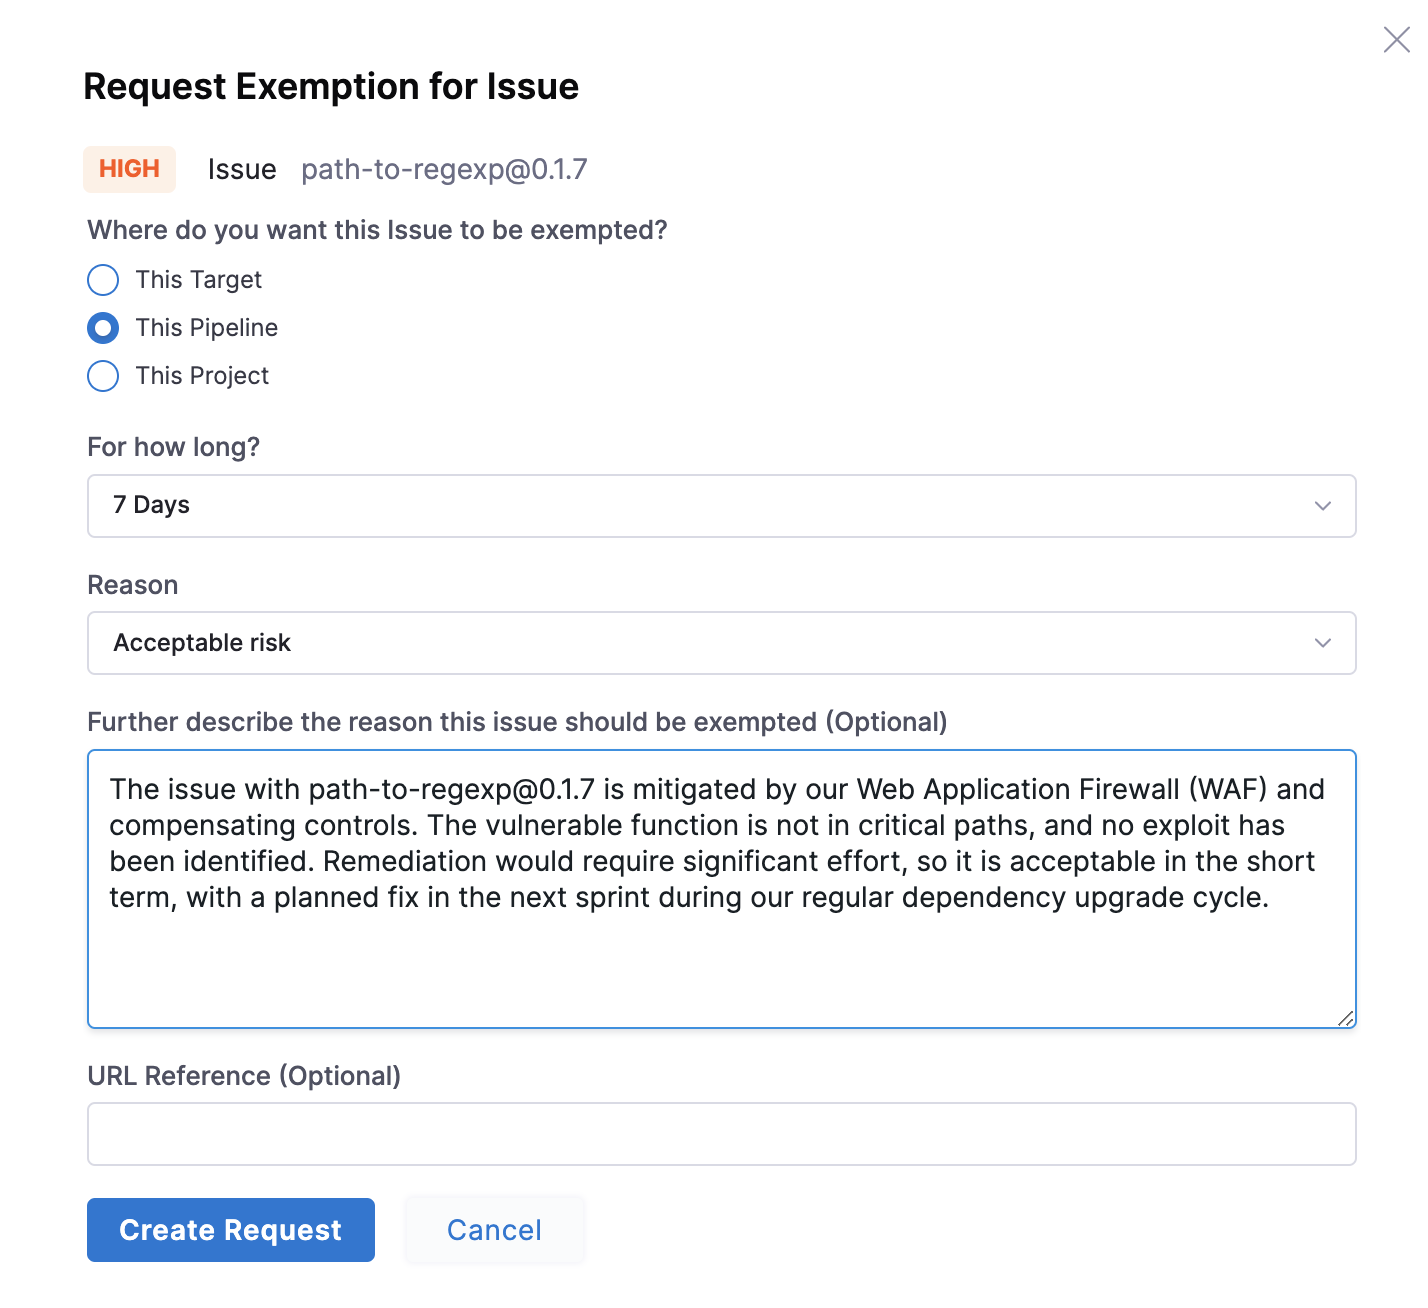 Request Exemption for Issue
HIGH Issue path-to-regexp@0.1.7
Where do you want this Issue to be exempted?
This Target
This Pipeline
This Project
For how long?
7 Days
Reason
Acceptable risk
Further describe the reason this issue should be exempted (Optional)
The issue with path-to-regexp@0.1.7 is mitigated by our Web Application Firewall (WAF) and
compensating controls. The vulnerable function is not in critical paths, and no exploit has
been identified. Remediation would require significant effort, so it is acceptable in the short
term, with a planned fix in the next sprint during our regular dependency upgrade cycle.
URL Reference (Optional)
Create Request Cancel